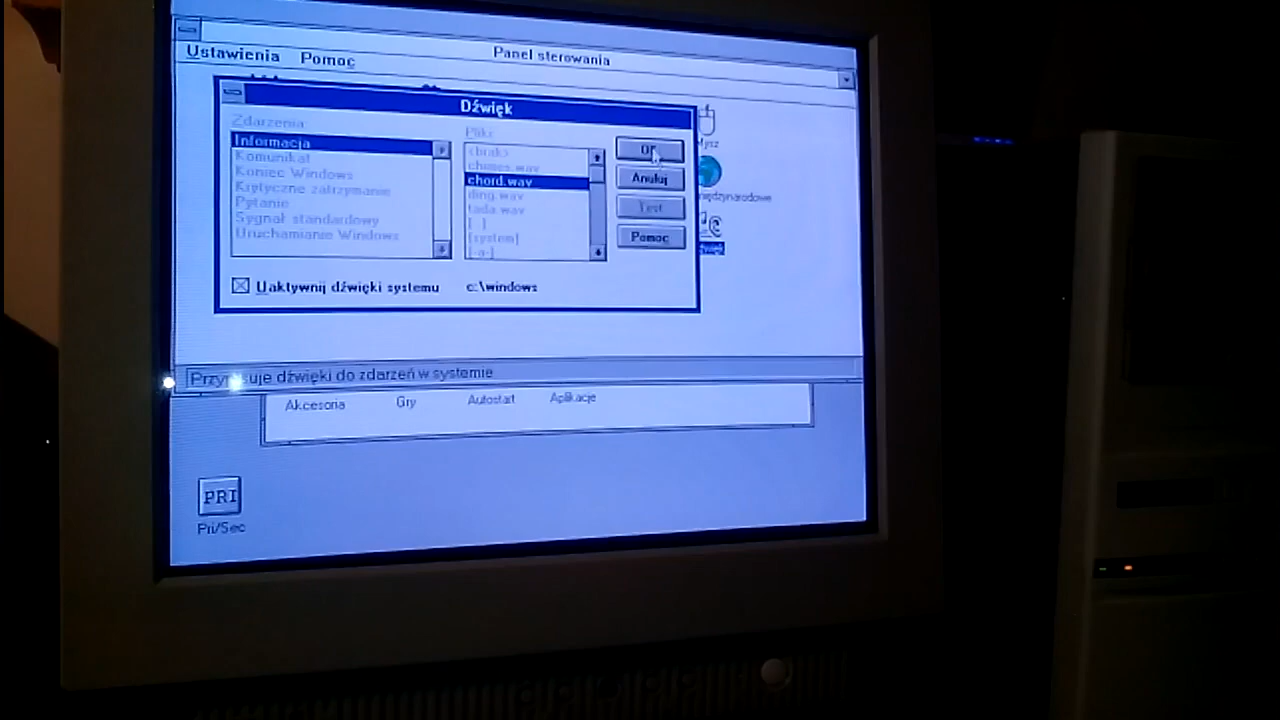 Panel sterowania
Ustawienia Pomoc
Dźwięk
Zdarzenia:
Informacja
Komunikat
Koniec Windows
Krytyczne zatrzymanie
Pytanie
Sygnał standardowy
Uruchamianie Windows
Pliki:
<brak>
chimes.wav
chord.wav
ding.wav
tada.wav
[..]
[system]
[-a-]
OK
Anuluj
Test
Pomoc
Uaktywnij dźwięki systemu
c:\windows
Mysz
Dźwięk
Przypisuje dźwięki do zdarzeń w systemie
Akcesoria
Gry
Autostart
Aplikacje
PRI
Pri/Sec